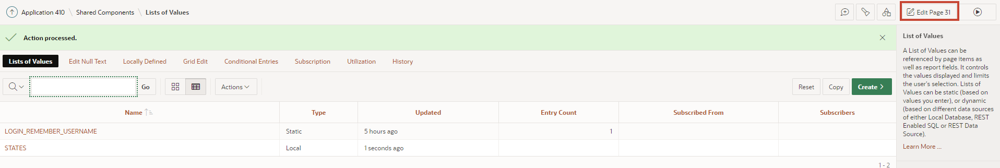 Application 410 \ Shared Components \ Lists of Values
Edit Page 31
Action processed.
Lists of Values Edit Null Text Locally Defined Grid Edit Conditional Entries Subscription Utilization History
Go Actions Reset Copy Create
Name Type Updated Entry Count Subscribed From Subscribers
LOGIN_REMEMBER_USERNAME Static 5 hours ago 1
STATES Local 1 seconds ago
1 - 2
List of Values
A List of Values can be
referenced by page items as
well as report fields. It controls
the values displayed and limits
the user's selection. Lists of
Values can be static (based on
values you enter), or dynamic
(based on different data sources
of either Local Database, REST
Enabled SQL or REST Data
Source).
Learn More ...